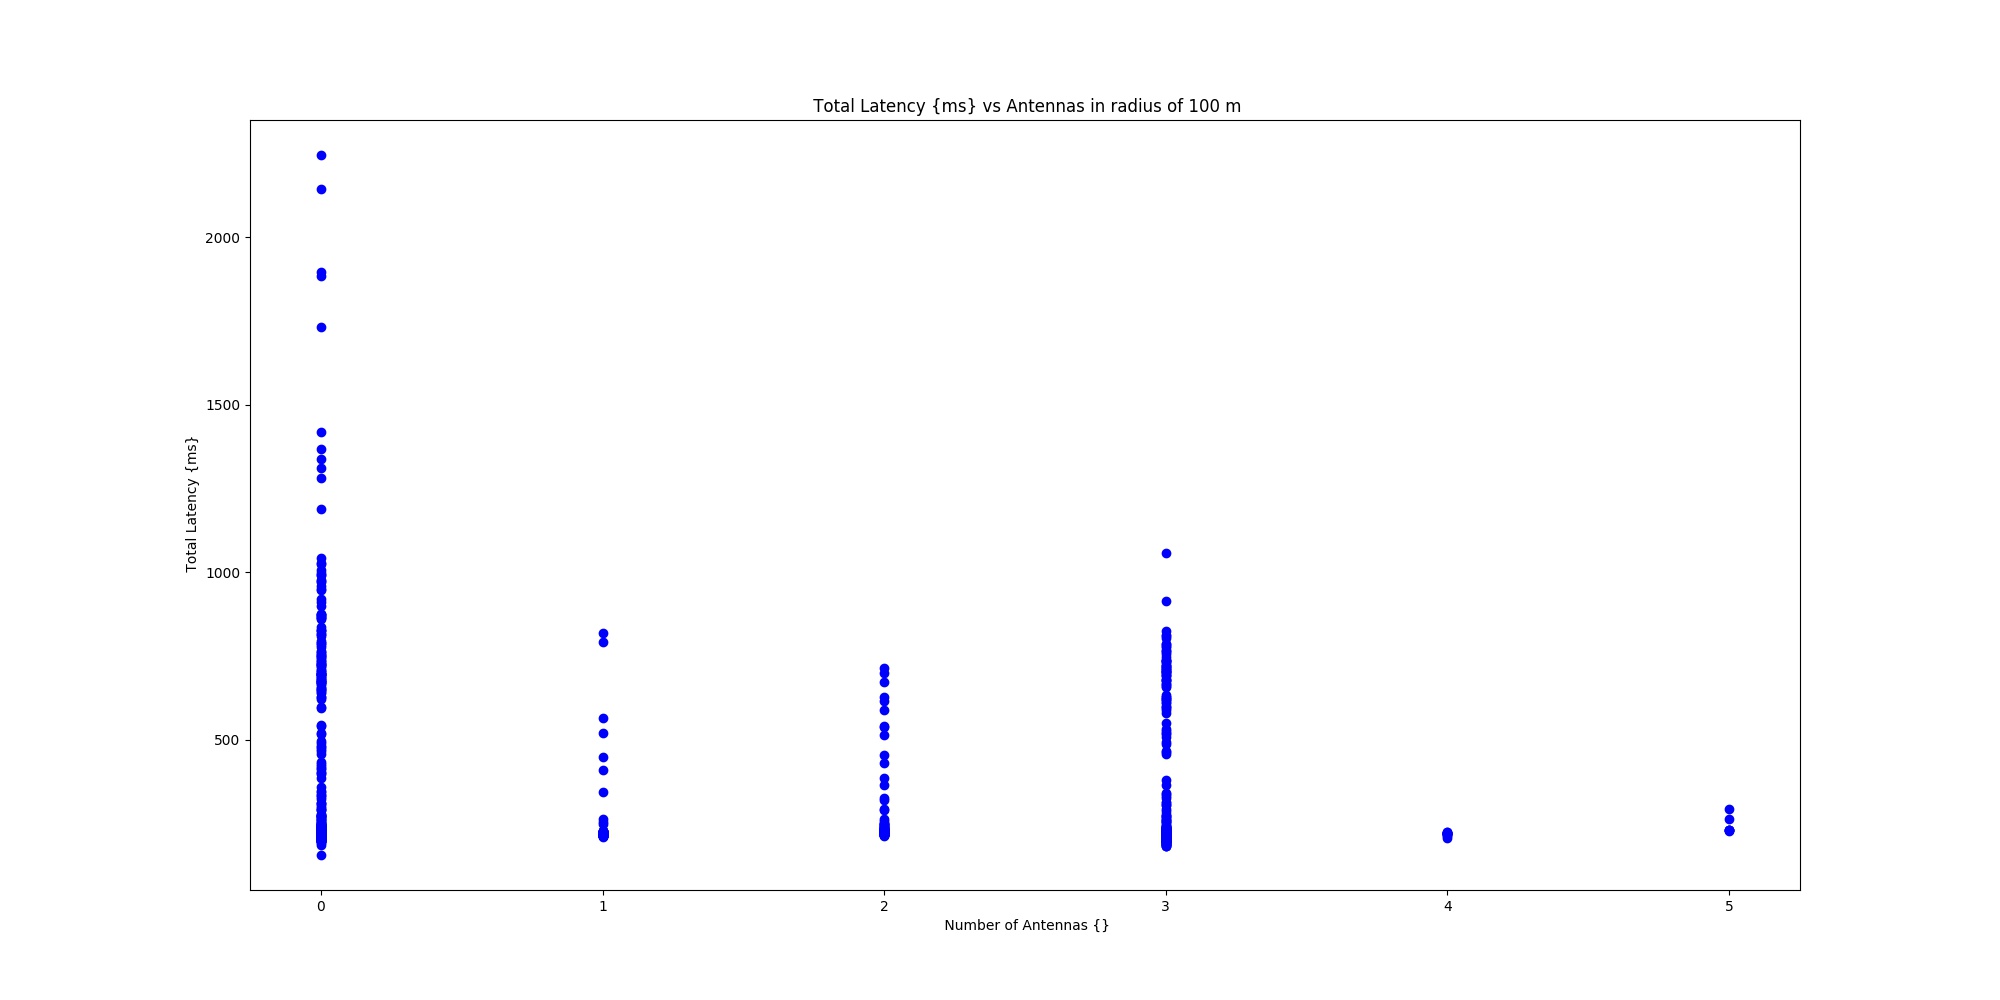 Total Latency {ms} vs Antennas in radius of 100 m
2000
1500
1000
500
Total Latency {ms}
0 1 2 3 4 5
Number of Antennas {}